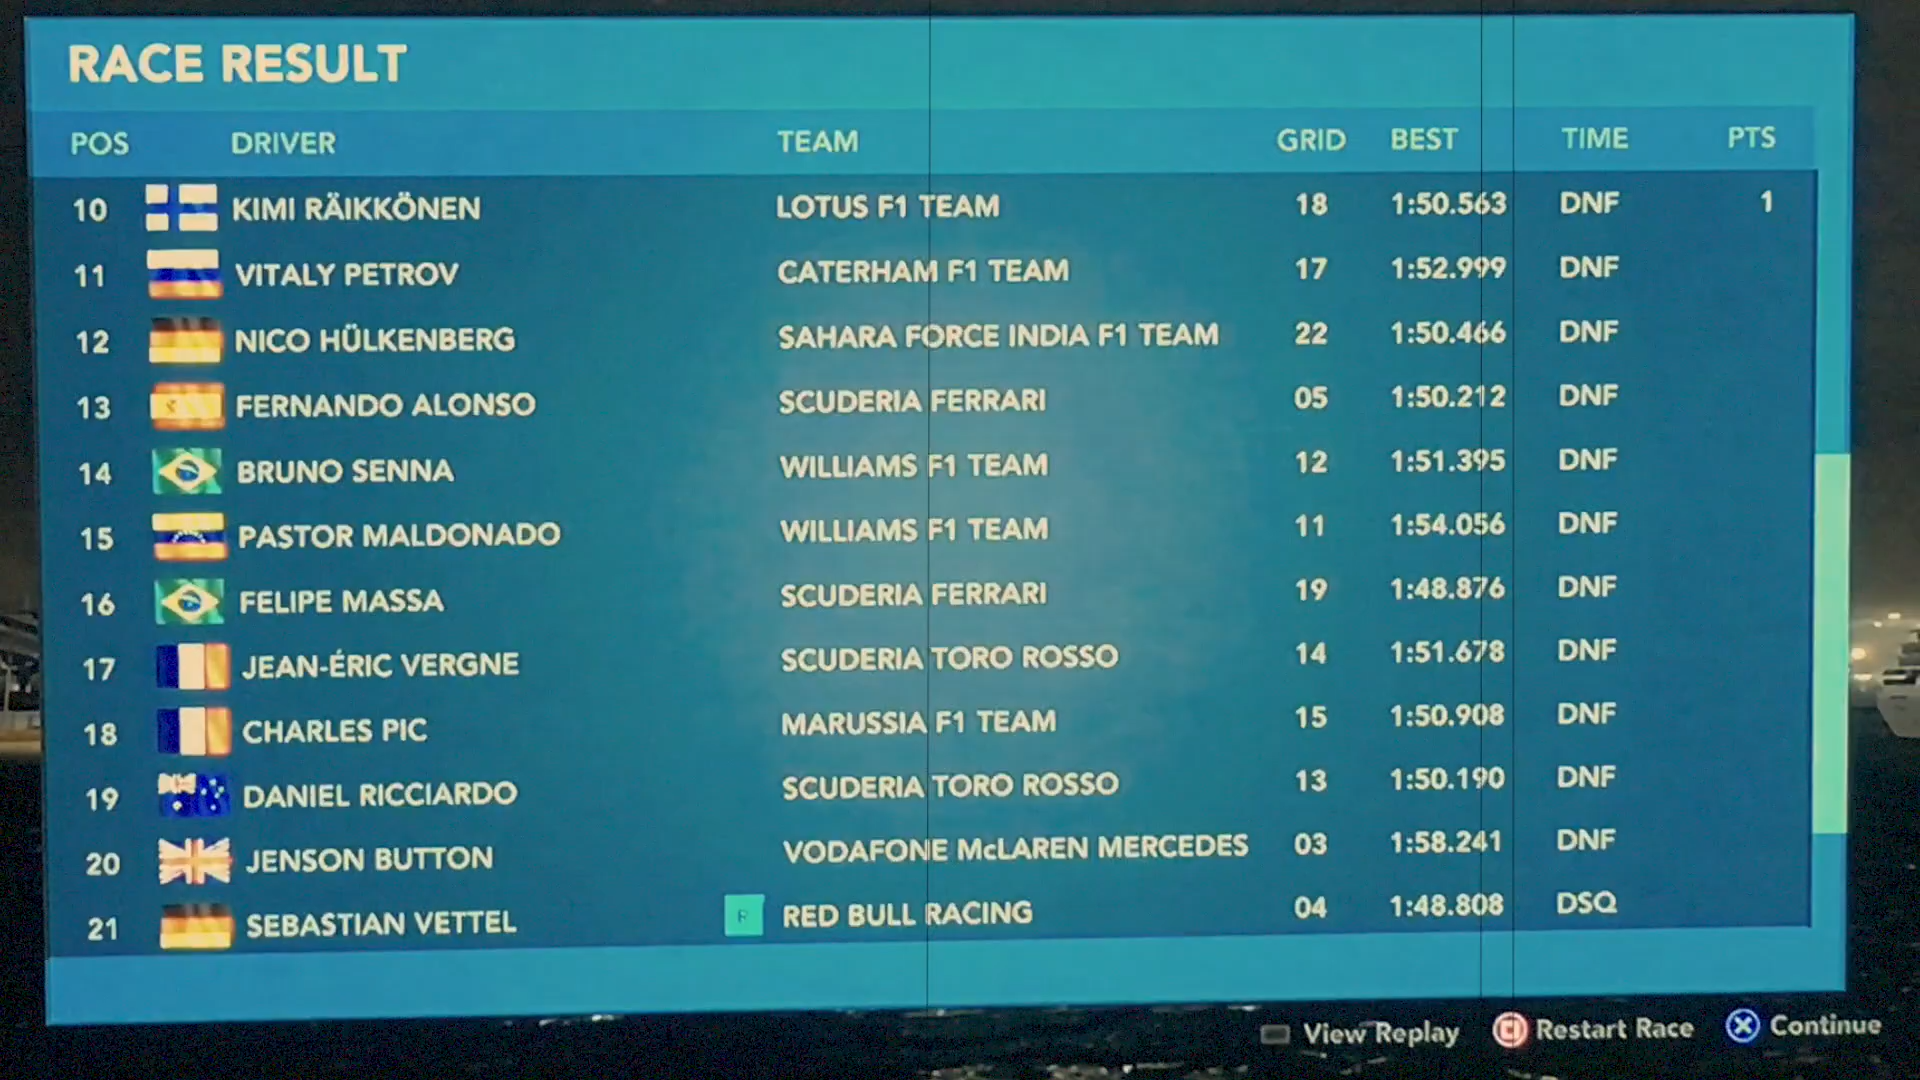 RACE RESULT
POS DRIVER TEAM GRID BEST TIME PTS
10 KIMI RÄIKKÖNEN LOTUS F1 TEAM 18 1:50.563 DNF 1
11 VITALY PETROV CATERHAM F1 TEAM 17 1:52.999 DNF
12 NICO HÜLKENBERG SAHARA FORCE INDIA F1 TEAM 22 1:50.466 DNF
13 FERNANDO ALONSO SCUDERIA FERRARI 05 1:50.212 DNF
14 BRUNO SENNA WILLIAMS F1 TEAM 12 1:51.395 DNF
15 PASTOR MALDONADO WILLIAMS F1 TEAM 11 1:54.056 DNF
16 FELIPE MASSA SCUDERIA FERRARI 19 1:48.876 DNF
17 JEAN-ÉRIC VERGNE SCUDERIA TORO ROSSO 14 1:51.678 DNF
18 CHARLES PIC MARUSSIA F1 TEAM 15 1:50.908 DNF
19 DANIEL RICCIARDO SCUDERIA TORO ROSSO 13 1:50.190 DNF
20 JENSON BUTTON VODAFONE McLAREN MERCEDES 03 1:58.241 DNF
21 SEBASTIAN VETTEL R RED BULL RACING 04 1:48.808 DSQ
View Replay Restart Race Continue